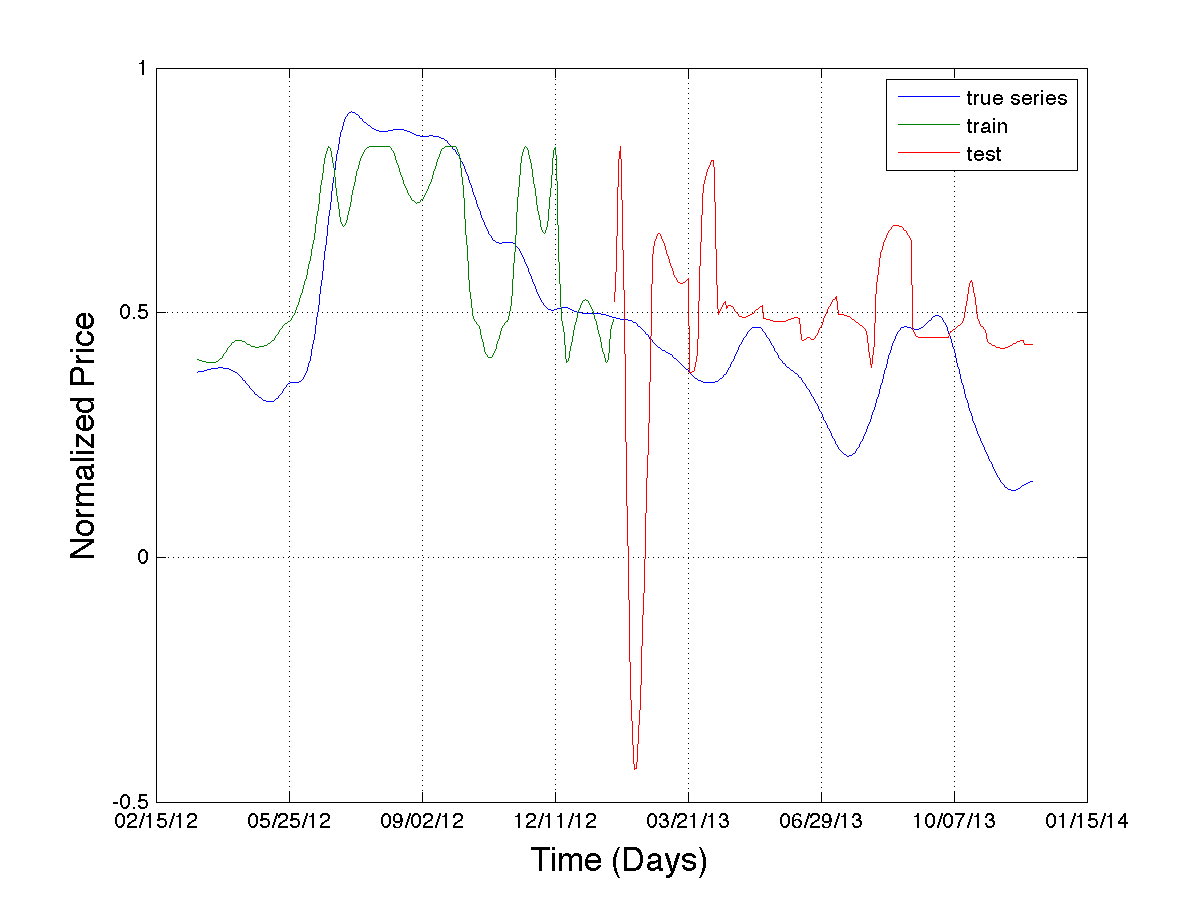 1
true series
train
test
0.5
Normalized Price
0
-0.5
02/15/12 05/25/12 09/02/12 12/11/12 03/21/13 06/29/13 10/07/13 01/15/14
Time (Days)